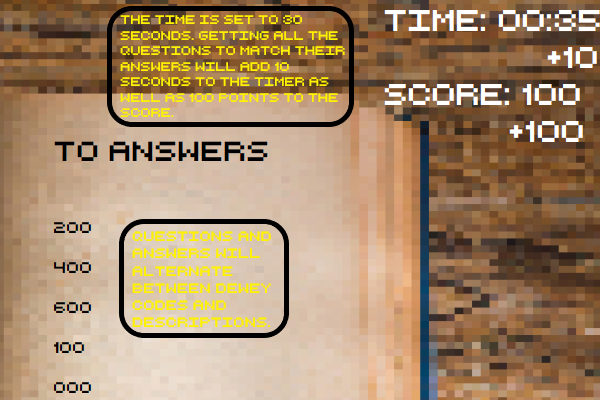 THE TIME IS SET TO 30
SECONDS. GETTING ALL THE
QUESTIONS TO MATCH THEIR
ANSWERS WILL ADD 10
SECONDS TO THE TIMER AS
WELL AS 100 POINTS TO THE
SCORE.
TIME: 00:35
+10
SCORE: 100
+100
TO ANSWERS
200
400
600
100
000
QUESTIONS AND
ANSWERS WILL
ALTERNATE
BETWEEN DEWEY
CODES AND
DESCRIPTIONS.